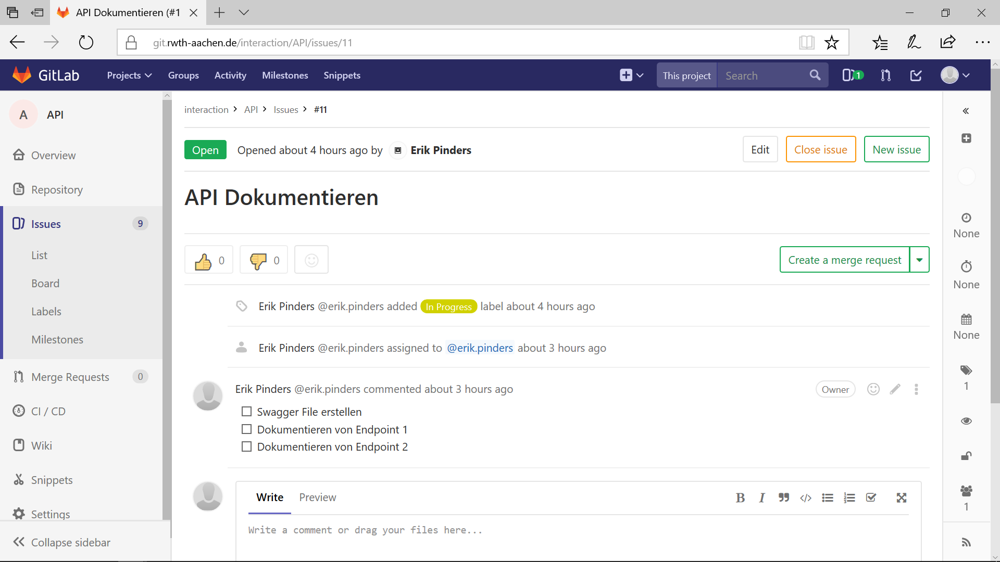 API Dokumentieren (#1
git.rwth-aachen.de/interaction/API/issues/11
GitLab Projects Groups Activity Milestones Snippets This project Search 1
A API
Overview
Repository
Issues 9
List
Board
Labels
Milestones
Merge Requests 0
CI / CD
Wiki
Snippets
Settings
Collapse sidebar
interaction > API > Issues > #11
Open Opened about 4 hours ago by Erik Pinders Edit Close issue New issue
API Dokumentieren
0 0 Create a merge request
Erik Pinders @erik.pinders added In Progress label about 4 hours ago
Erik Pinders @erik.pinders assigned to @erik.pinders about 3 hours ago
Erik Pinders @erik.pinders commented about 3 hours ago Owner
Swagger File erstellen
Dokumentieren von Endpoint 1
Dokumentieren von Endpoint 2
Write Preview B I
Write a comment or drag your files here...
None
None
None
1
1